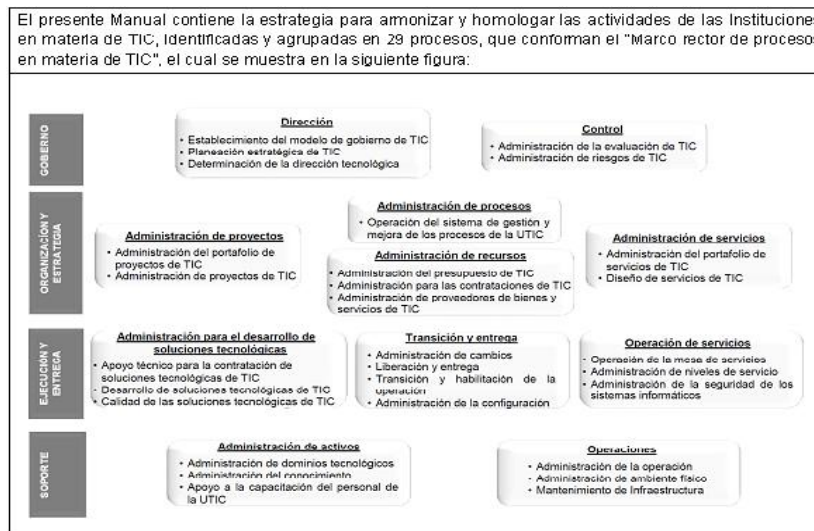 El presente Manual contiene la estrategia para armonizar y homologar las actividades de las Instituciones
en materia de TIC, identificadas y agrupadas en 29 procesos, que conforman el "Marco rector de procesos
en materia de TIC", el cual se muestra en la siguiente figura:
GOBIERNO
Dirección
• Establecimiento del modelo de gobierno de TIC
• Planeación estratégica de TIC
• Determinación de la dirección tecnológica
Control
• Administración de la evaluación de TIC
• Administración de riesgos de TIC
ORGANIZACIÓN Y
ESTRATEGIA
Administración de proyectos
• Administración del portafolio de
proyectos de TIC
• Administración de proyectos de TIC
Administración de procesos
• Operación del sistema de gestión y
mejora de los procesos de la UTIC
Administración de recursos
• Administración del presupuesto de TIC
• Administración para las contrataciones de TIC
• Administración de proveedores de bienes y
servicios de TIC
Administración de servicios
• Administración del portafolio de
servicios de TIC
• Diseño de servicios de TIC
EJECUCIÓN Y
ENTREGA
Administración para el desarrollo de
soluciones tecnológicas
• Apoyo técnico para la contratación de
soluciones tecnológicas de TIC
- Desarrollo de soluciones tecnológicas de TIC
• Calidad de las soluciones tecnológicas de TIC
Transición y entrega
• Administración de cambios
• Liberación y entrega
• Transición y habilitación de la
operación
• Administración de la configuración
Operación de servicios
- Operación de la mesa de servicios
• Administración de niveles de servicio
• Administración de la seguridad de los
sistemas informáticos
SOPORTE
Administración de activos
• Administración de dominios tecnológicos
• Administración del conocimiento
• Apoyo a la capacitación del personal de
la UTIC
Operaciones
• Administración de la operación
- Administración de ambiente físico
• Mantenimiento de Infraestructura